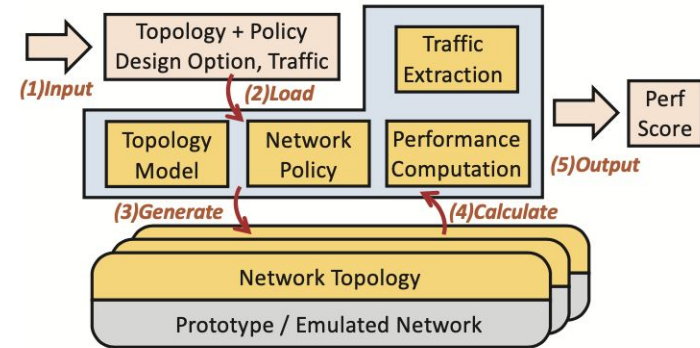 Topology + Policy
Design Option, Traffic
(1)Input
(2)Load
Traffic
Extraction
Topology
Model
Network
Policy
Performance
Computation
Perf
Score
(5)Output
(3)Generate
(4)Calculate
Network Topology
Prototype / Emulated Network